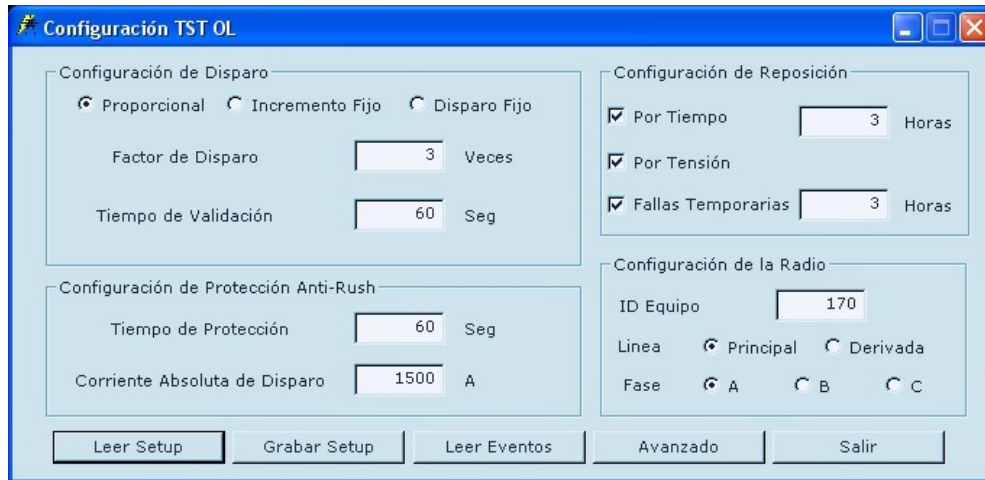 Configuración TST OL
Configuración de Disparo
Proporcional Incremento Fijo Disparo Fijo
Factor de Disparo 3 Veces
Tiempo de Validación 60 Seg
Configuración de Protección Anti-Rush
Tiempo de Protección 60 Seg
Corriente Absoluta de Disparo 1500 A
Configuración de Reposición
Por Tiempo 3 Horas
Por Tensión
Fallas Temporarias 3 Horas
Configuración de la Radio
ID Equipo 170
Linea Principal Derivada
Fase A B C
Leer Setup Grabar Setup Leer Eventos Avanzado Salir